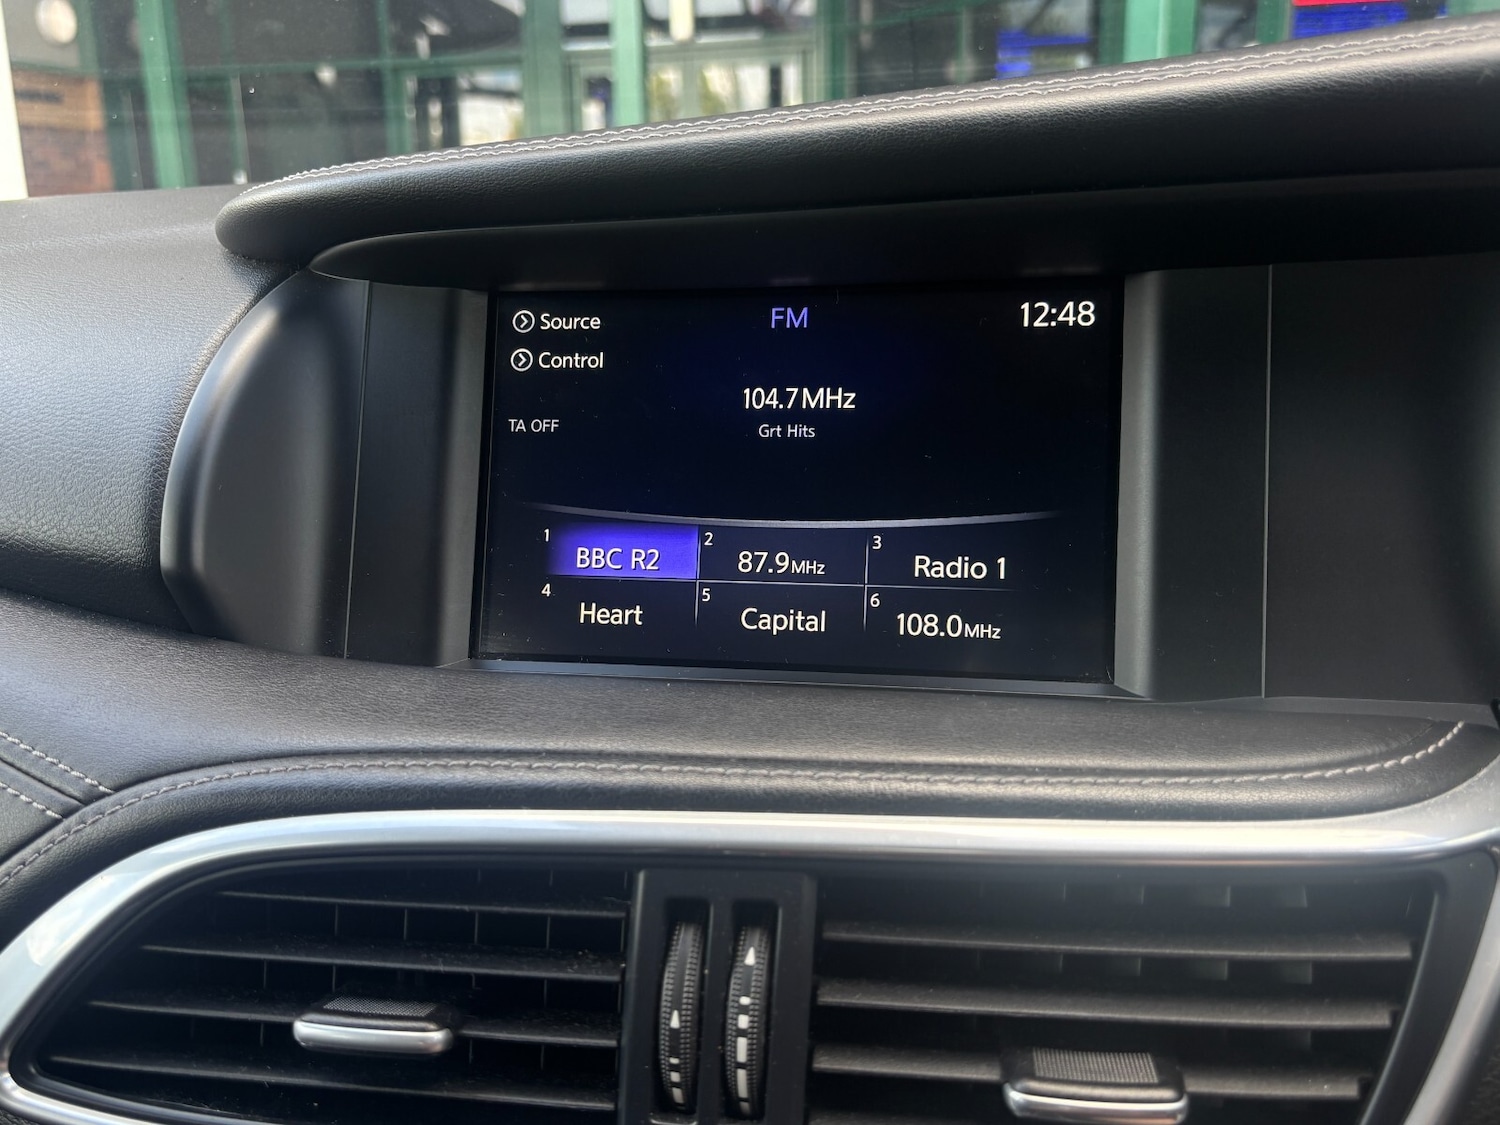 Source
FM
12:48
Control
104.7MHz
TA OFF
Grt Hits
1 BBC R2
2 87.9MHz
3 Radio 1
4 Heart
5 Capital
6 108.0MHz